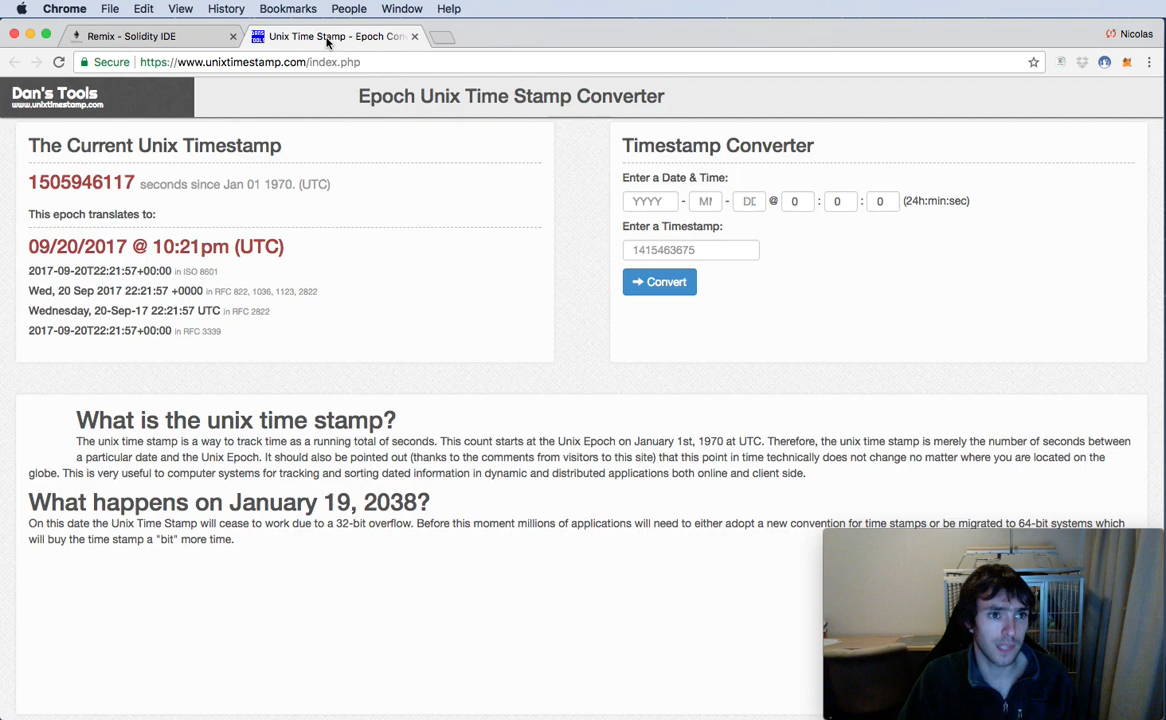 Chrome File Edit View History Bookmarks People Window Help
Remix - Solidity IDE
Unix Time Stamp - Epoch Con
Nicolas
Secure https://www.unixtimestamp.com/index.php
Dan's Tools
www.unixtimestamp.com
Epoch Unix Time Stamp Converter
The Current Unix Timestamp
1505946117 seconds since Jan 01 1970. (UTC)
This epoch translates to:
09/20/2017 @ 10:21pm (UTC)
2017-09-20T22:21:57+00:00 in ISO 8601
Wed, 20 Sep 2017 22:21:57 +0000 in RFC 822, 1036, 1123, 2822
Wednesday, 20-Sep-17 22:21:57 UTC in RFC 2822
2017-09-20T22:21:57+00:00 in RFC 3339
Timestamp Converter
Enter a Date & Time:
YYYY - MM - DD @ 0 : 0 : 0 (24h:min:sec)
Enter a Timestamp:
1415463675
Convert
What is the unix time stamp?
The unix time stamp is a way to track time as a running total of seconds. This count starts at the Unix Epoch on January 1st, 1970 at UTC. Therefore, the unix time stamp is merely the number of seconds between
a particular date and the Unix Epoch. It should also be pointed out (thanks to the comments from visitors to this site) that this point in time technically does not change no matter where you are located on the
globe. This is very useful to computer systems for tracking and sorting dated information in dynamic and distributed applications both online and client side.
What happens on January 19, 2038?
On this date the Unix Time Stamp will cease to work due to a 32-bit overflow. Before this moment millions of applications will need to either adopt a new convention for time stamps or be migrated to 64-bit systems which
will buy the time stamp a "bit" more time.